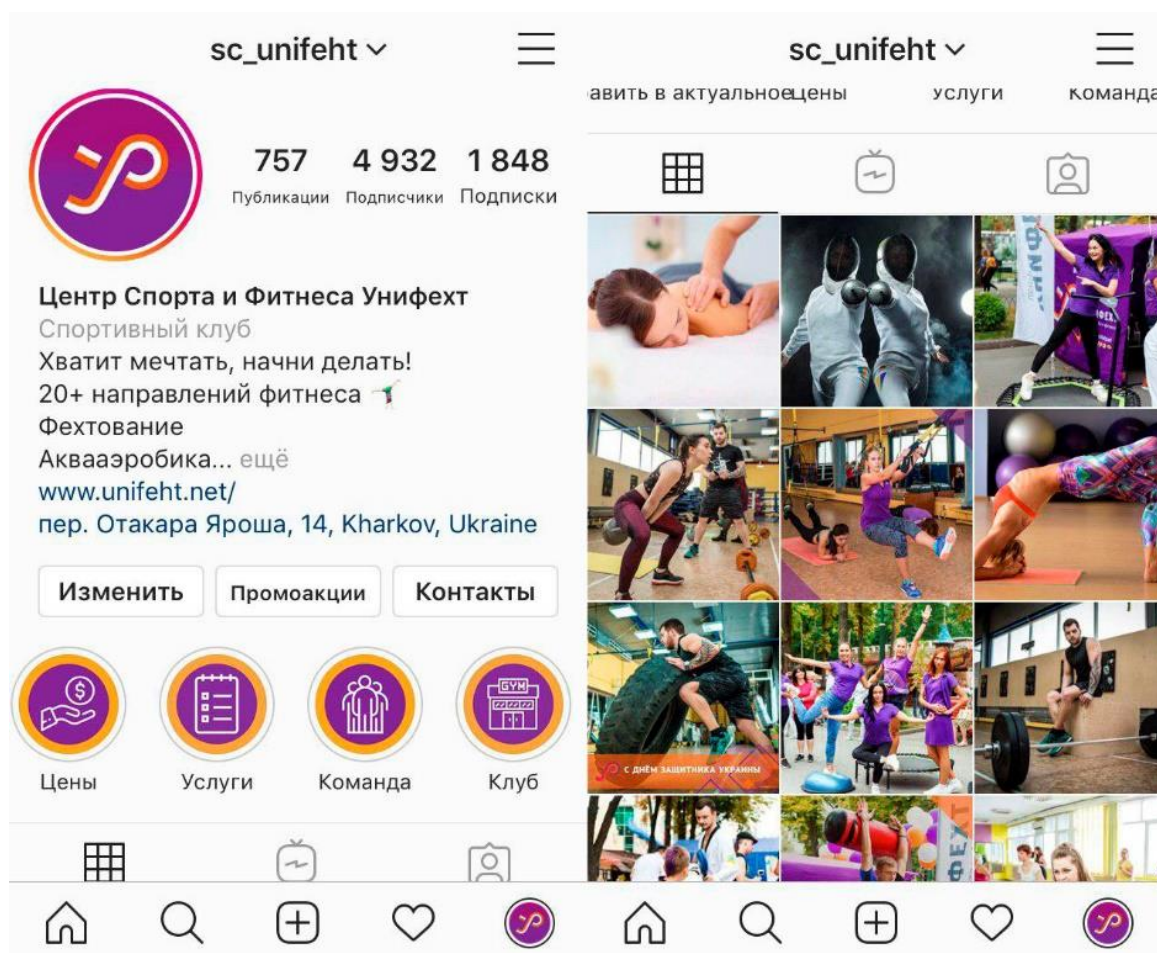 sc_unifeht
757 4 932 1 848
Публикации Подписчики Подписки
Центр Спорта и Фитнеса Унифехт
Спортивный клуб
Хватит мечтать, начни делать!
20+ направлений фитнеса
Фехтование
Аквааэробика... ещё
www.unifeht.net/
пер. Отакара Яроша, 14, Kharkov, Ukraine
Изменить Промоакции Контакты
GYM
Цены Услуги Команда Клуб
sc_unifeht
авить в актуальное Цены Услуги Команда
С ДНЁМ ЗАЩИТНИКА УКРАИНЫ